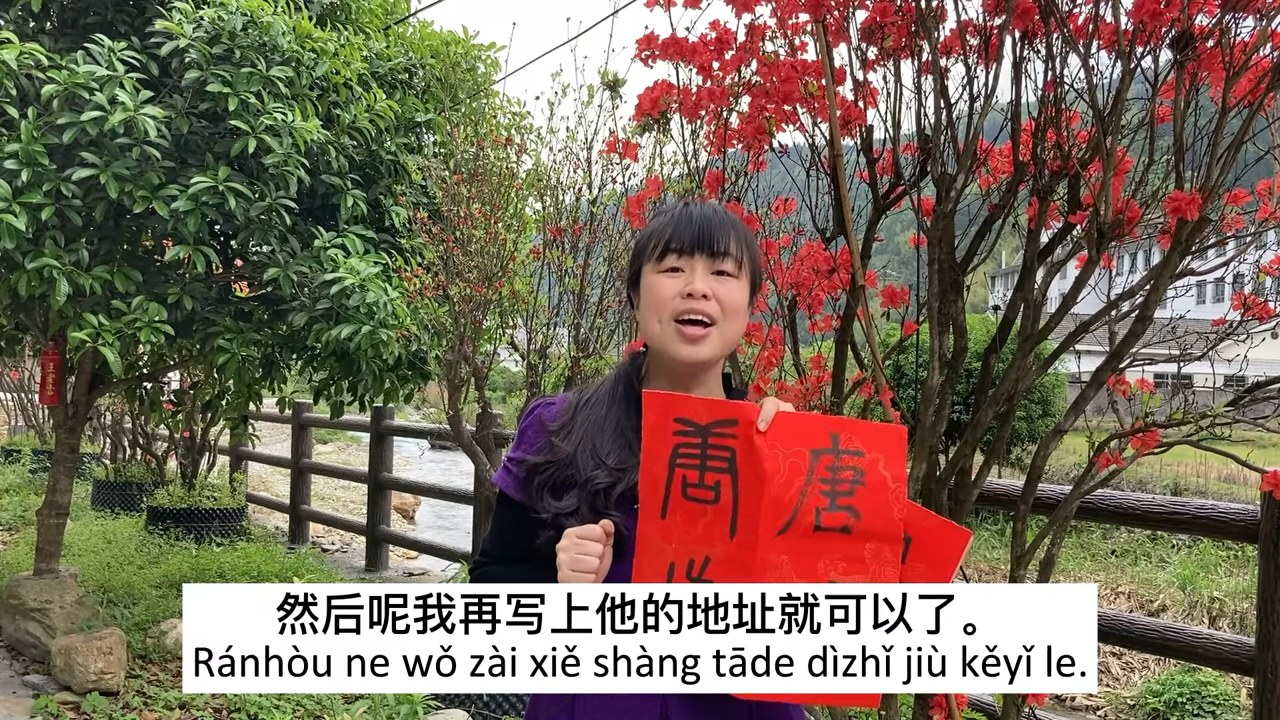 唐
唐
然后呢我再写上他的地址就可以了。
Ránhòu ne wǒ zài xiě shàng tāde dìzhǐ jiù kěyǐ le.